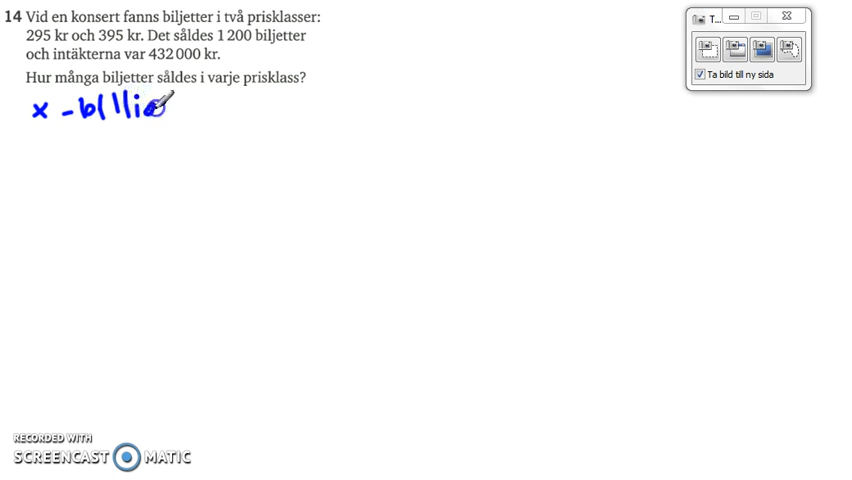 14 Vid en konsert fanns biljetter i två prisklasser:
295 kr och 395 kr. Det såldes 1 200 biljetter
och intäkterna var 432 000 kr.
Hur många biljetter såldes i varje prisklass?
x -
T...
Ta bild till ny sida
RECORDED WITH
SCREENCAST MATIC